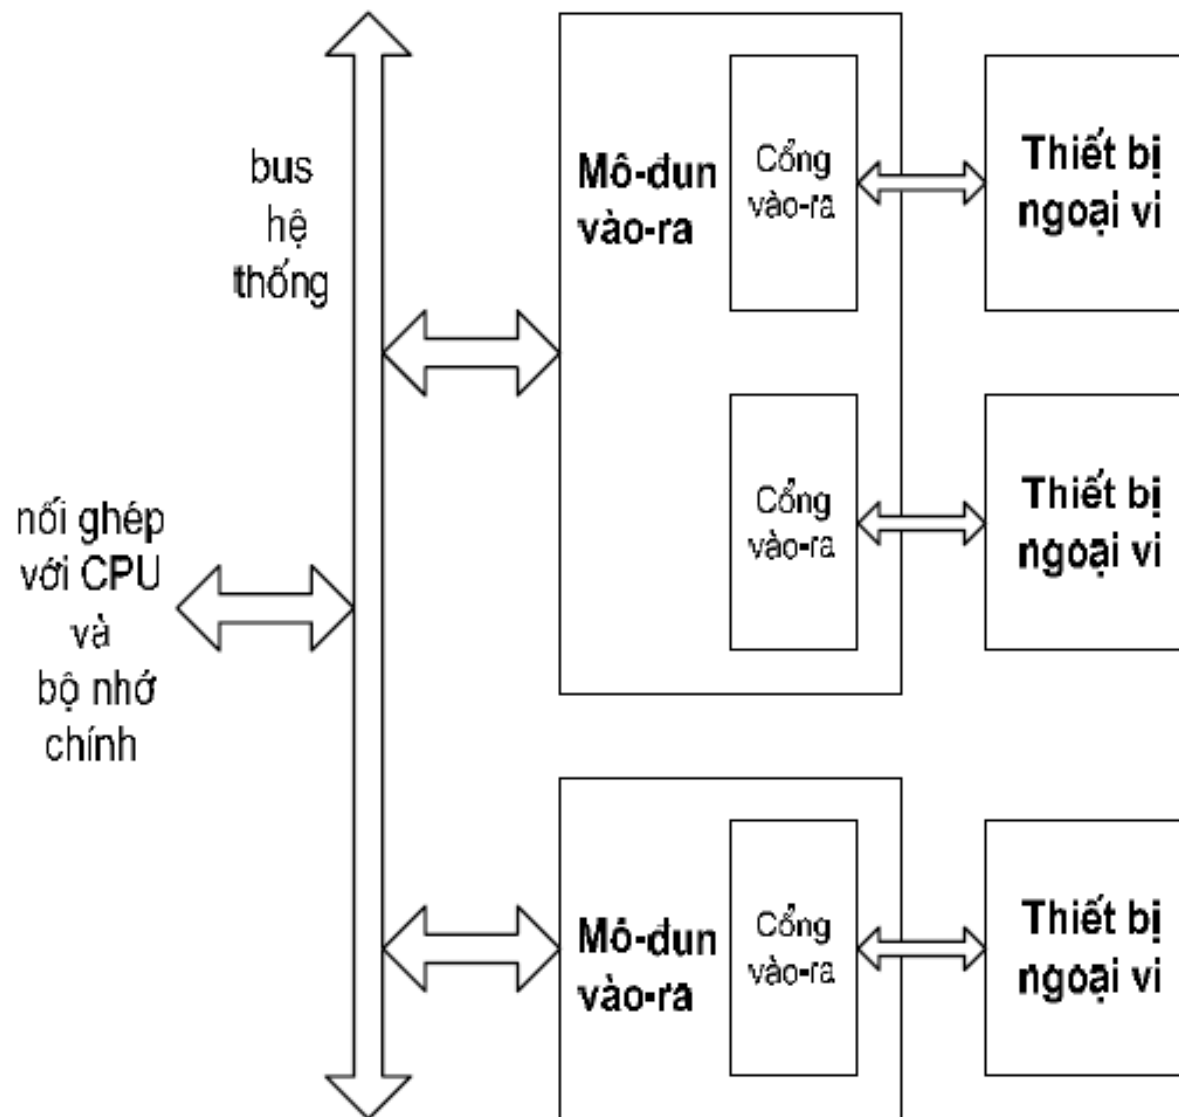 bus
hệ
thống
nối ghép
với CPU
và
bộ nhớ
chính
Mô-đun
vào-ra
Cổng
vào-ra
Thiết bị
ngoại vi
Cổng
vào-ra
Thiết bị
ngoại vi
Mô-đun
vào-ra
Cổng
vào-ra
Thiết bị
ngoại vi